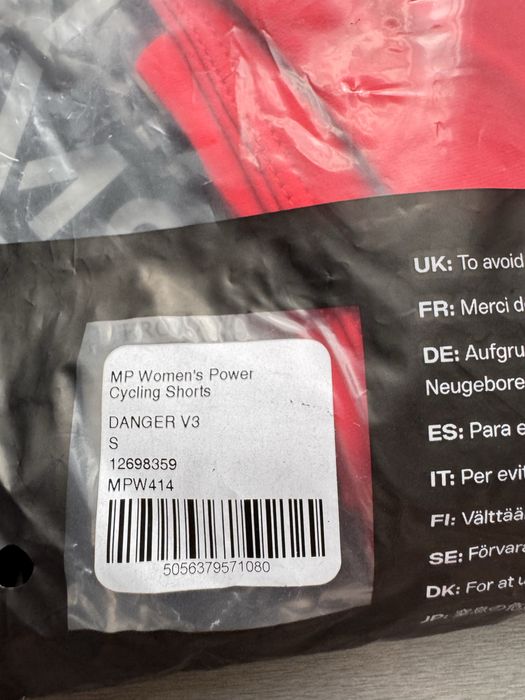 MP Women's Power
Cycling Shorts
DANGER V3
S
12698359
MPW414
5056379571080
UK: To avoid
FR: Merci d
DE: Aufgru
Neugebore
ES: Para e
IT: Per evit
FI: Välttää
SE: Förvara
DK: For at u
JP: